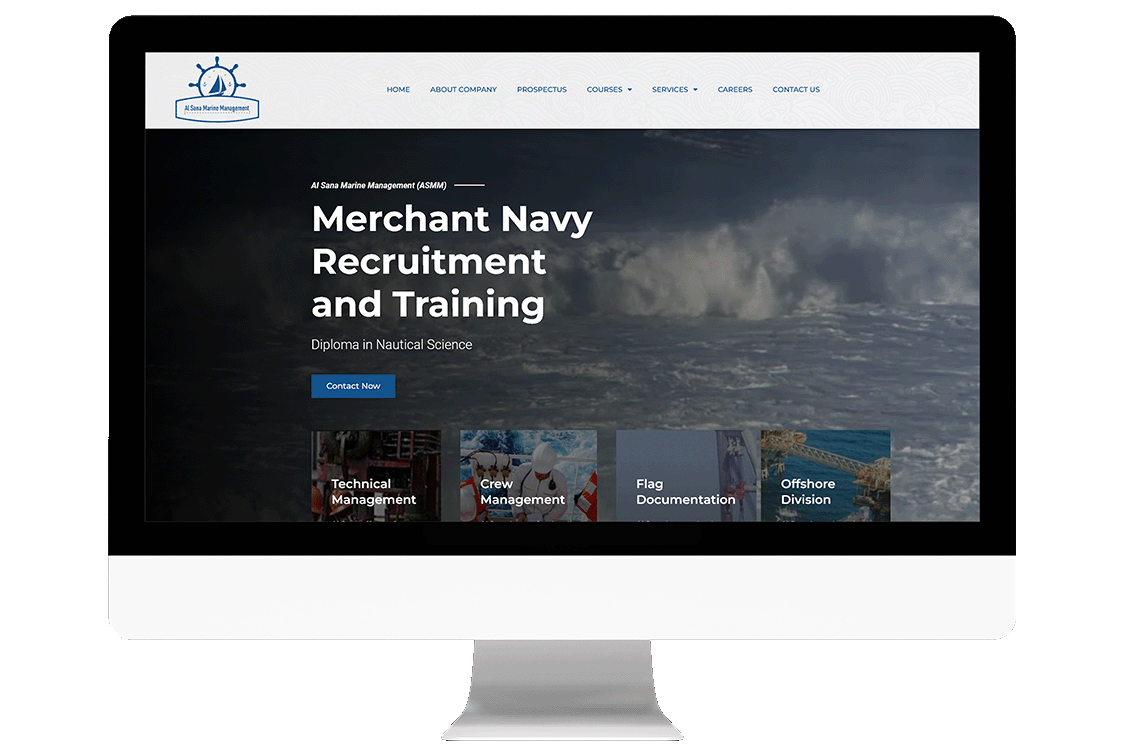 Al Sana Marine Management
HOME ABOUT COMPANY PROSPECTUS COURSES SERVICES CAREERS CONTACT US
Al Sana Marine Management (ASMM)
Merchant Navy
Recruitment
and Training
Diploma in Nautical Science
Contact Now
Technical
Management
Crew
Management
Flag
Documentation
Offshore
Division